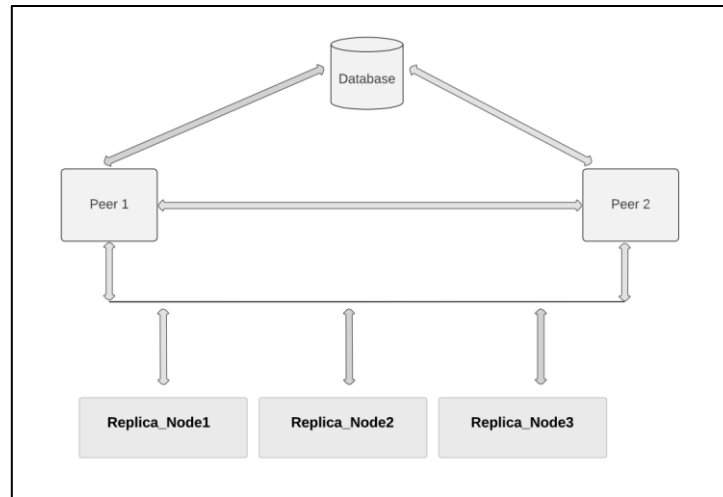 Database
Peer 1
Peer 2
Replica_Node1
Replica_Node2
Replica_Node3